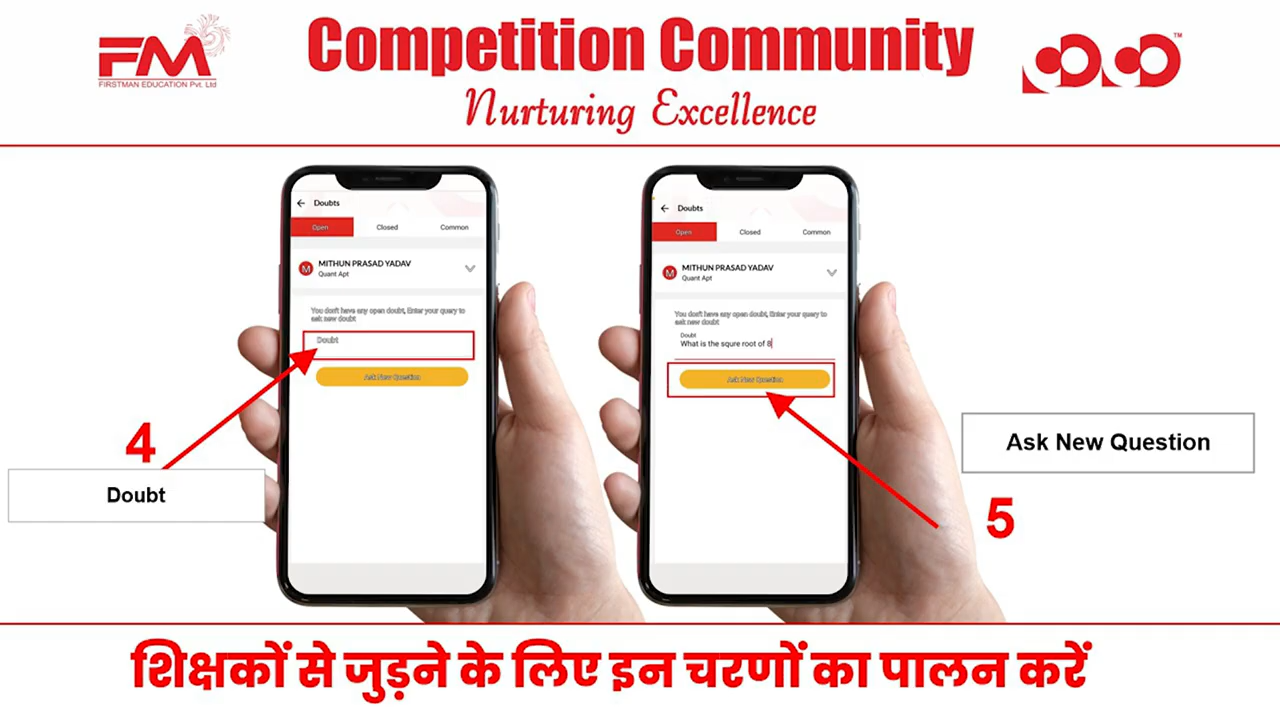 FM
FIRSTMAN EDUCATION Pvt. Ltd
Competition Community
Nurturing Excellence
TM
Doubts
Open Closed Common
M
MITHUN PRASAD YADAV
Quant Apt
You don't have any open doubt, Enter your query to
ask new doubt
Doubt
Ask New Question
4
Doubt
Doubts
Open Closed Common
M
MITHUN PRASAD YADAV
Quant Apt
You don't have any open doubt, Enter your query to
ask new doubt
Doubt
What is the squre root of 8
Ask New Question
Ask New Question
5
शिक्षकों से जुड़ने के लिए इन चरणों का पालन करें